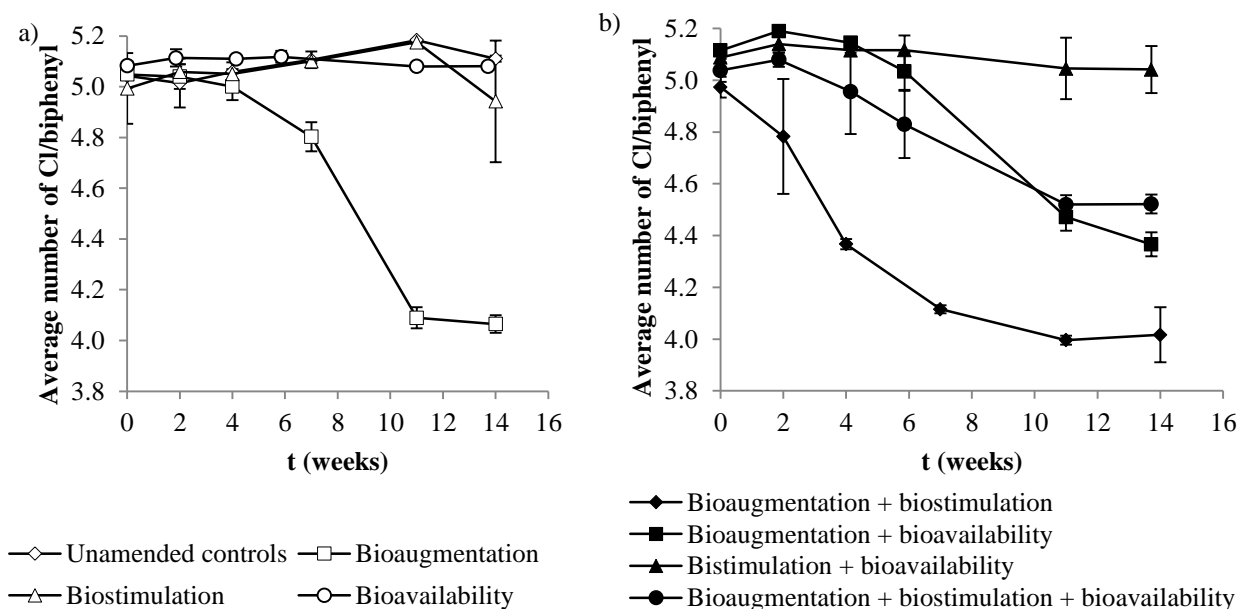 a)
Average number of Cl/biphenyl
5.2
5.0
4.8
4.6
4.4
4.2
4.0
3.8
0 2 4 6 8 10 12 14 16
t (weeks)
Unamended controls
Bioaugmentation
Biostimulation
Bioavailability
b)
Average number of Cl/biphenyl
5.2
5.0
4.8
4.6
4.4
4.2
4.0
3.8
0 2 4 6 8 10 12 14 16
t (weeks)
Bioaugmentation + biostimulation
Bioaugmentation + bioavailability
Bistimulation + bioavailability
Bioaugmentation + biostimulation + bioavailability